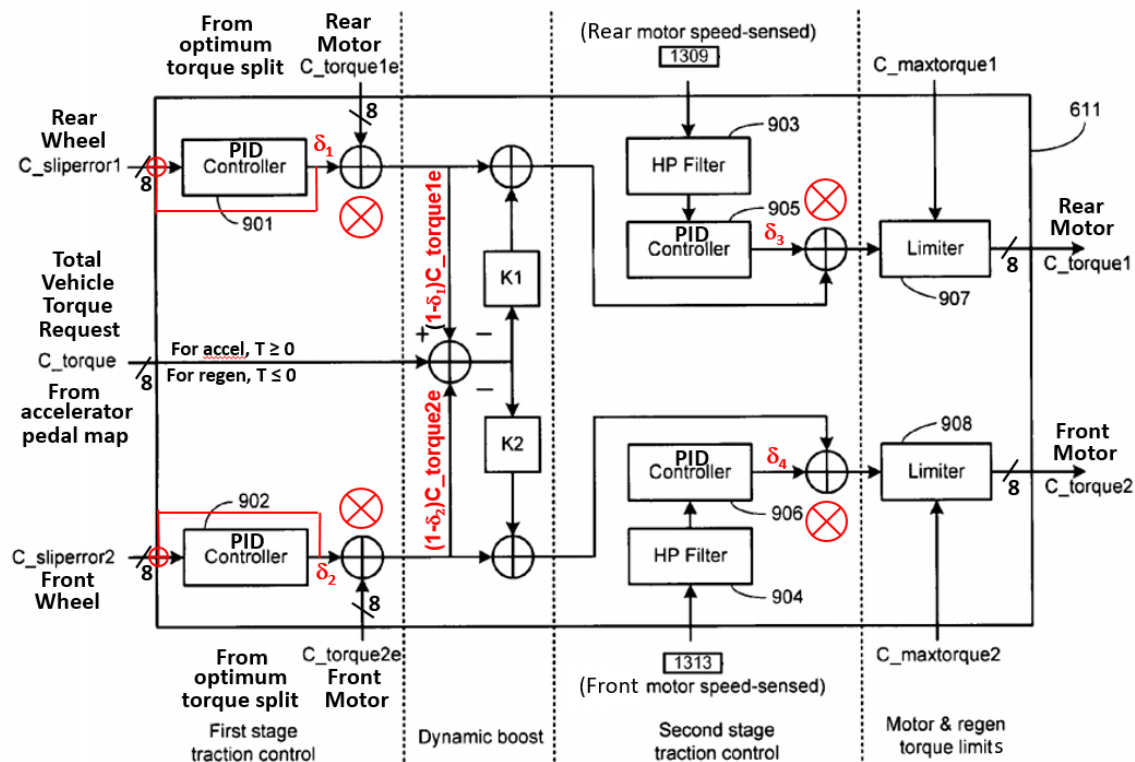 From
optimum
torque split
Rear
Motor
C_torque1e
8
(Rear motor speed-sensed)
1309
C_maxtorque1
611
Rear
Wheel
C_sliperror1
8
PID
Controller
901
δ1
903
HP Filter
905
PID
Controller
δ3
Limiter
907
8
Rear
Motor
C_torque1
Total
Vehicle
Torque
Request
C_torque
8
From
accelerator
pedal map
For accel, T ≥ 0
For regen, T ≤ 0
(1-δ1)C_torque1e
(1-δ2)C_torque2e
+
−
−
K1
K2
902
PID
Controller
δ2
C_sliperror2
8
Front
Wheel
PID
Controller
906
δ4
HP Filter
904
908
Limiter
8
Front
Motor
C_torque2
8
C_torque2e
Front
Motor
From
optimum
torque split
1313
(Front motor speed-sensed)
C_maxtorque2
First stage
traction control
Dynamic boost
Second stage
traction control
Motor & regen
torque limits